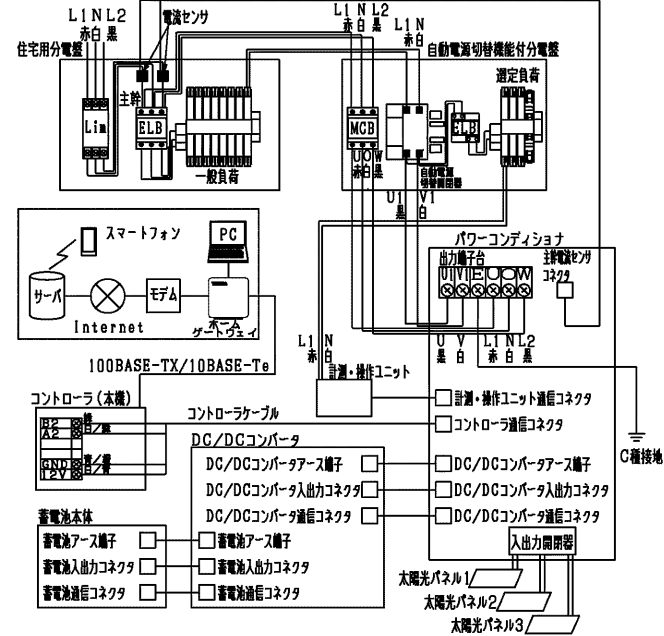 L1 N L2
赤 白 黒
住宅用分電盤
電流センサ
主幹
Lim
ELB
一般負荷
L1 N L2
赤 白 黒
L1 N
赤 白
自動電源切替機能付分電盤
選定負荷
MCB
ELB
U O W
赤 白 黒
自動電源
切替開閉器
U1 V1
黒 白
スマートフォン
PC
サーバ
モデム
Internet
ホーム
ゲートウェイ
100BASE-TX/10BASE-Te
パワーコンディショナ
出力端子台
U1 V1 E U O W
主幹電流センサ
コネクタ
U V L1 N L2
黒 白 赤 白 黒
L1 N
赤 白
計測・操作ユニット
計測・操作ユニット通信コネクタ
コントローラ通信コネクタ
C種接地
コントローラ(本機)
コントローラケーブル
B2 緑
A2 白/緑
GND 青/黄
12V 白/青
DC/DCコンバータ
DC/DCコンバータアース端子
DC/DCコンバータ入出力コネクタ
DC/DCコンバータ通信コネクタ
DC/DCコンバータアース端子
DC/DCコンバータ入出力コネクタ
DC/DCコンバータ通信コネクタ
蓄電池本体
蓄電池アース端子
蓄電池入出力コネクタ
蓄電池通信コネクタ
蓄電池アース端子
蓄電池入出力コネクタ
蓄電池通信コネクタ
入出力開閉器
太陽光パネル1
太陽光パネル2
太陽光パネル3